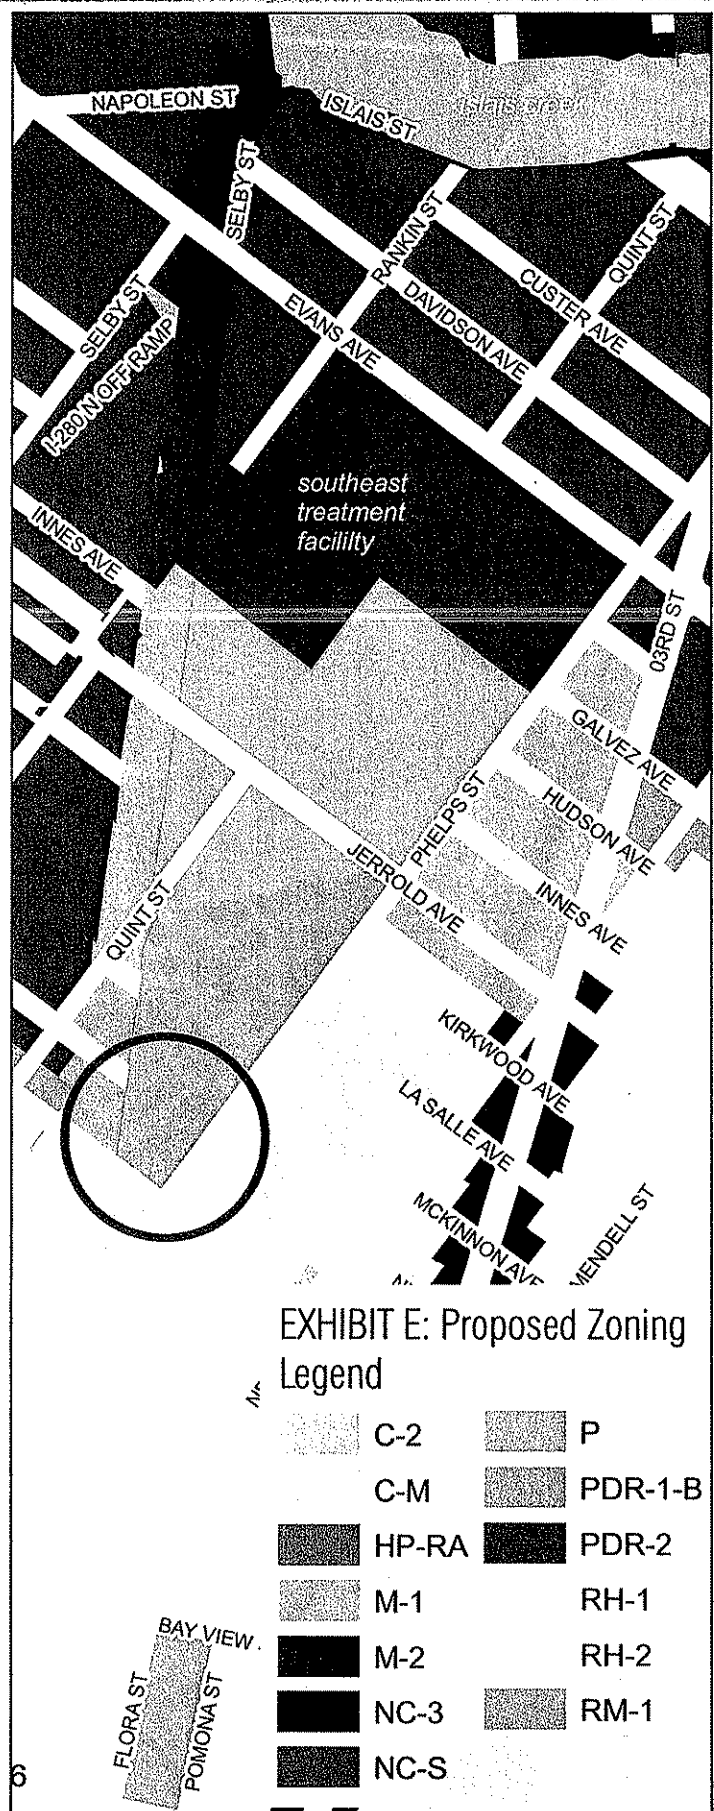 NAPOLEON ST
ISLAIS ST
Islais Creek
SELBY ST
RANKIN ST
QUINT ST
CUSTER AVE
DAVIDSON AVE
EVANS AVE
SELBY ST
I-280 N OFF RAMP
southeast
treatment
facililty
INNES AVE
03RD ST
GALVEZ AVE
HUDSON AVE
PHELPS ST
INNES AVE
JERROLD AVE
QUINT ST
KIRKWOOD AVE
LA SALLE AVE
MCKINNON AVE
MENDELL ST
EXHIBIT E: Proposed Zoning
Legend
C-2
C-M
HP-RA
M-1
M-2
NC-3
NC-S
P
PDR-1-B
PDR-2
RH-1
RH-2
RM-1
BAY VIEW
FLORA ST
POMONA ST
6